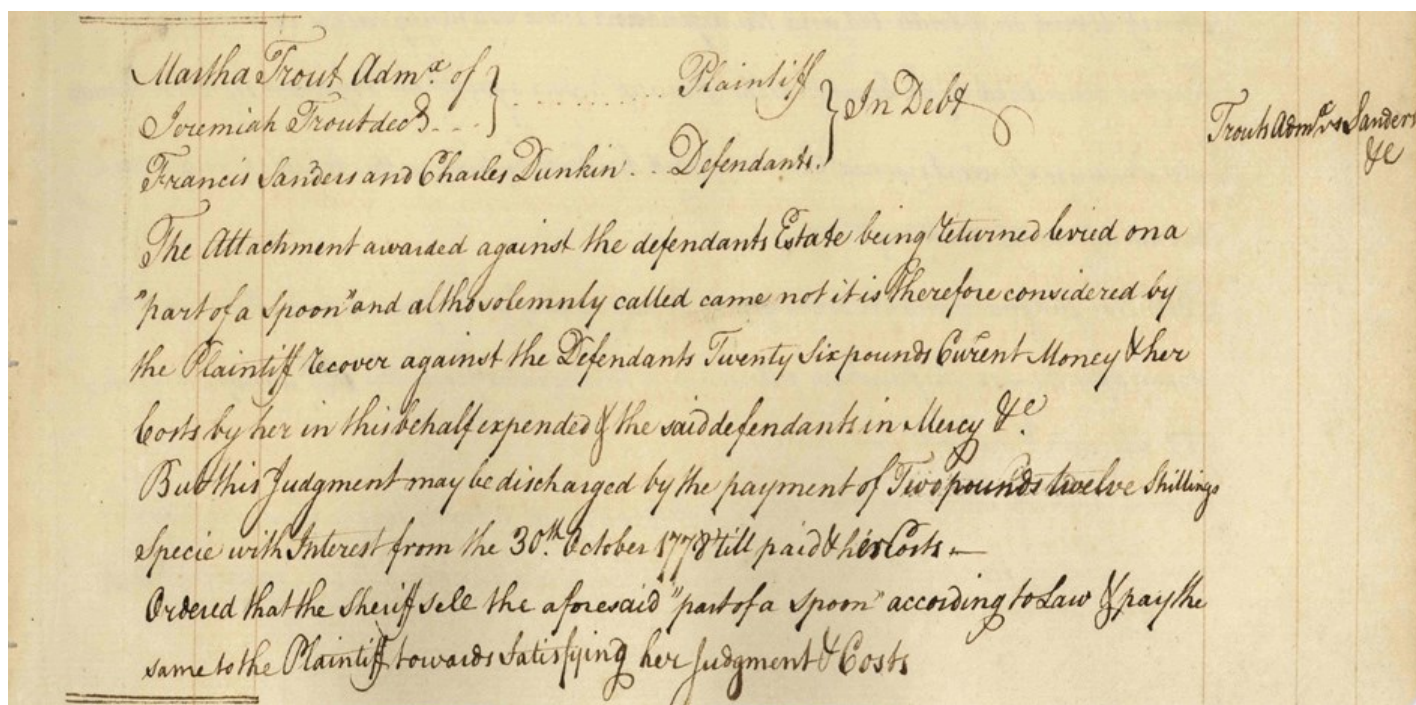 Martha Trout Admx. of } .......... Plaintiff } In Debt
Jeremiah Trout decd. ...
Trouts Admx. vs Sanders
&c
Francis Sanders and Charles Dunkin .. Defendants.
The Attachment awarded against the defendants Estate being returned levied on a
"part of a spoon" and altho solemnly called came not it is therefore considered by
the Plaintiff recover against the Defendants Twenty Six pounds Curent Money & her
Costs by her in this behalf expended & the said defendants in Mercy &c.
But this Judgment may be discharged by the payment of Two pounds twelve Shillings
Specie with Interest from the 30th. October 1778 till paid & her Costs —
Ordered that the Sheriff sell the aforesaid "part of a Spoon" according to Law & pay the
same to the Plaintiff towards Satisfying her Judgment & Costs